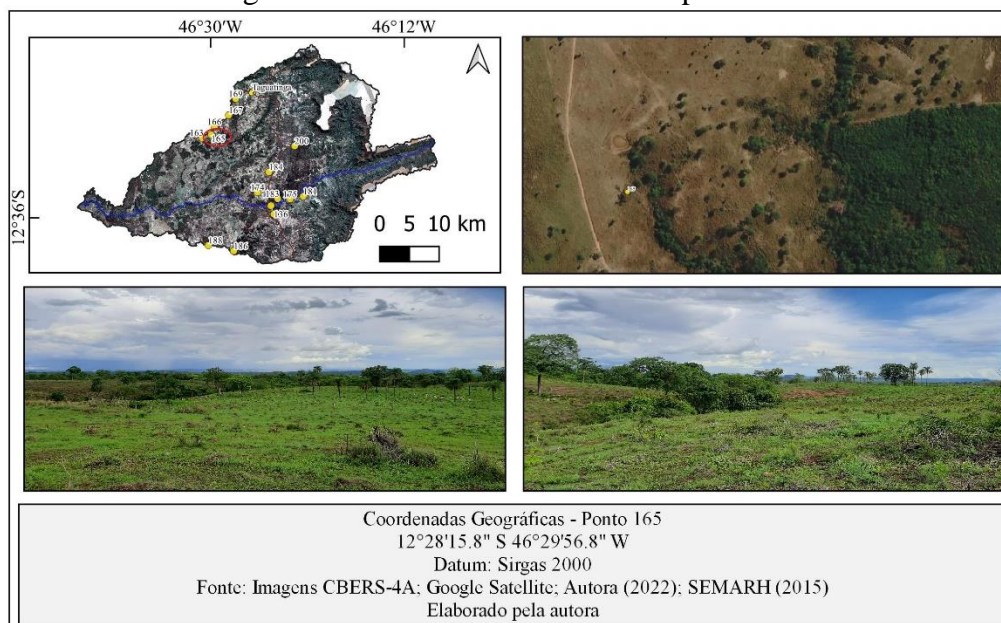 46°30'W 46°12'W
Taguatinga
169
167
166
163
165
200
184
174
183 175 181
186
188 186
12°36'S
0 5 10 km
Coordenadas Geográficas - Ponto 165
12°28'15.8" S 46°29'56.8" W
Datum: Sirgas 2000
Fonte: Imagens CBERS-4A; Google Satellite; Autora (2022); SEMARH (2015)
Elaborado pela autora